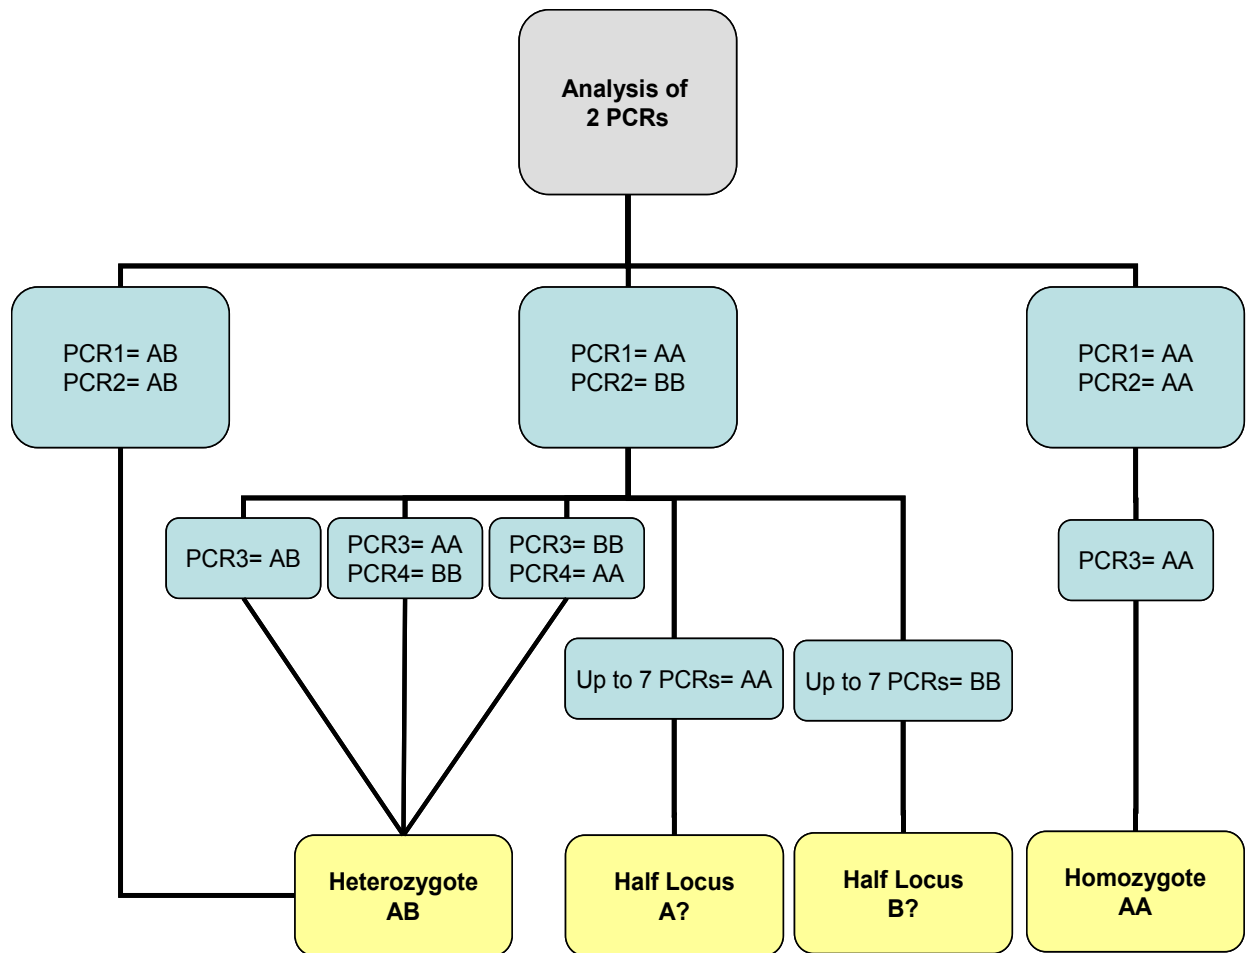 Analysis of
2 PCRs
PCR1= AB
PCR2= AB
PCR1= AA
PCR2= BB
PCR1= AA
PCR2= AA
PCR3= AB
PCR3= AA
PCR4= BB
PCR3= BB
PCR4= AA
PCR3= AA
Up to 7 PCRs= AA
Up to 7 PCRs= BB
Heterozygote
AB
Half Locus
A?
Half Locus
B?
Homozygote
AA